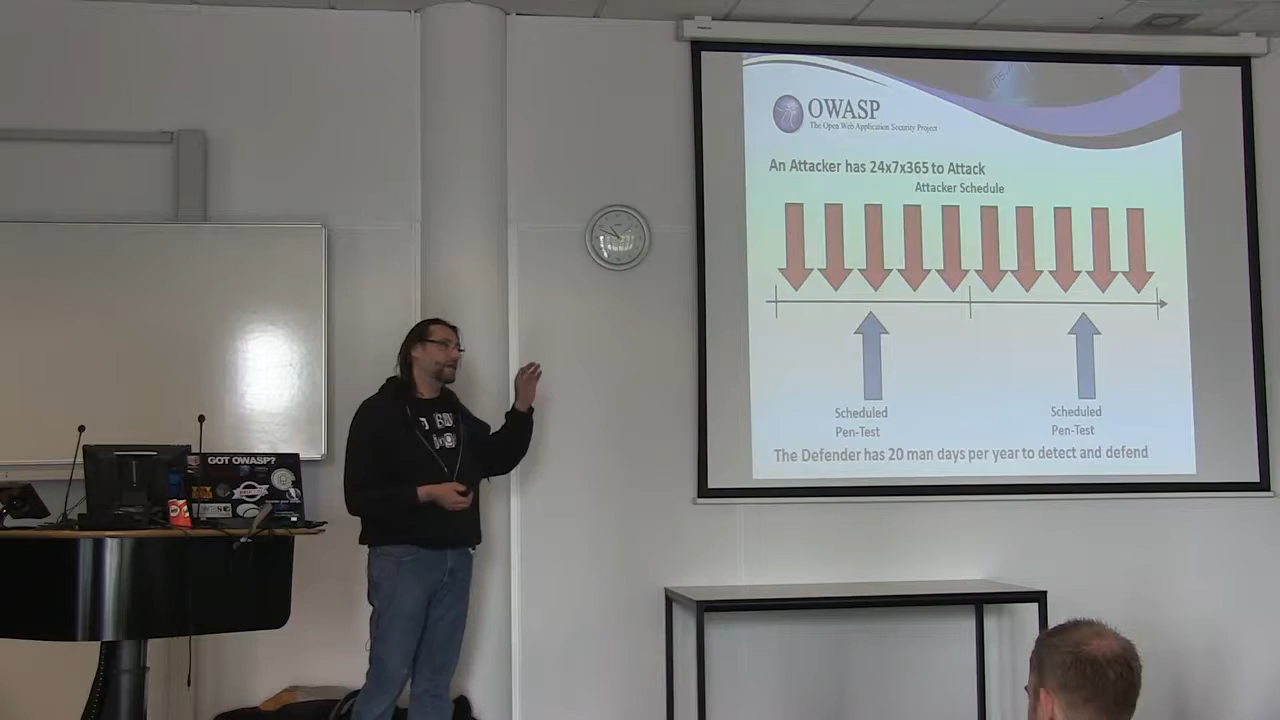 OWASP
The Open Web Application Security Project
An Attacker has 24x7x365 to Attack
Attacker Schedule
Scheduled
Pen-Test
Scheduled
Pen-Test
The Defender has 20 man days per year to detect and defend
GOT OWASP?